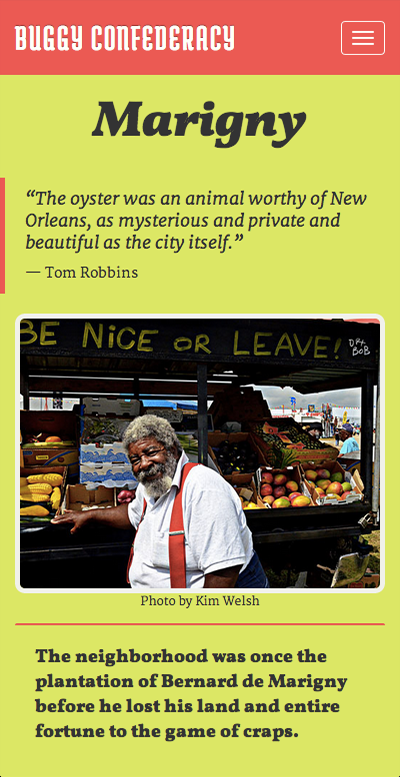 BUGGY CONFEDERACY
Marigny
“The oyster was an animal worthy of New
Orleans, as mysterious and private and
beautiful as the city itself.”
— Tom Robbins
BE NiCE OR LEAVE!
DR.
BOB
Photo by Kim Welsh
The neighborhood was once the
plantation of Bernard de Marigny
before he lost his land and entire
fortune to the game of craps.